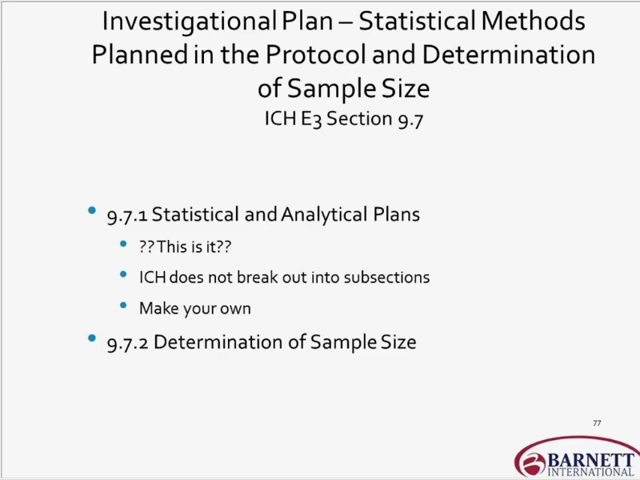 Investigational Plan – Statistical Methods
Planned in the Protocol and Determination
of Sample Size
ICH E3 Section 9.7
• 9.7.1 Statistical and Analytical Plans
• ?? This is it??
• ICH does not break out into subsections
• Make your own
• 9.7.2 Determination of Sample Size
77
BARNETT
INTERNATIONAL